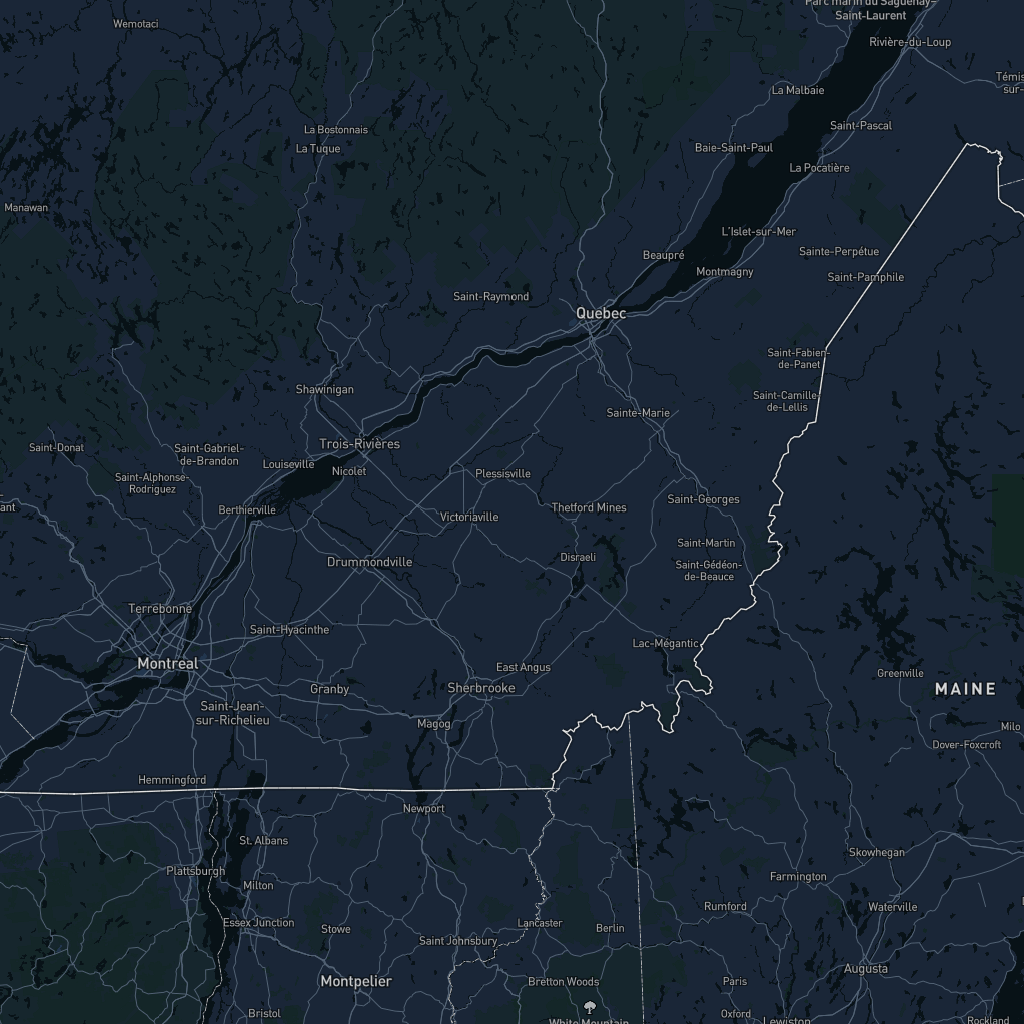 Parc marin du Saguenay–
Saint-Laurent
Wemotaci
Rivière-du-Loup
Témis
sur-
La Malbaie
Saint-Pascal
La Bostonnais
La Tuque
Baie-Saint-Paul
La Pocatière
Manawan
L'Islet-sur-Mer
Sainte-Perpétue
Beaupré
Montmagny
Saint-Pamphile
Saint-Raymond
Quebec
Saint-Fabien-
de-Panet
Shawinigan
Saint-Camille-
de-Lellis
Sainte-Marie
Trois-Rivières
Saint-Donat
Saint-Gabriel-
de-Brandon
Louiseville
Nicolet
Plessisville
Saint-Alphonse-
Rodriguez
Saint-Georges
ant
Berthierville
Victoriaville
Thetford Mines
Saint-Martin
Disraeli
Drummondville
Saint-Gédéon-
de-Beauce
Terrebonne
Saint-Hyacinthe
Lac-Mégantic
Montreal
East Angus
Greenville
Granby
Sherbrooke
MAINE
Saint-Jean-
sur-Richelieu
Magog
Milo
Dover-Foxcroft
Hemmingford
Newport
St. Albans
Skowhegan
Plattsburgh
Farmington
Milton
Rumford
Waterville
Essex Junction
Stowe
Lancaster
Berlin
Saint Johnsbury
Augusta
Montpelier
Bretton Woods
Paris
Bristol
Oxford
Lewiston
Rockland
White Mountain